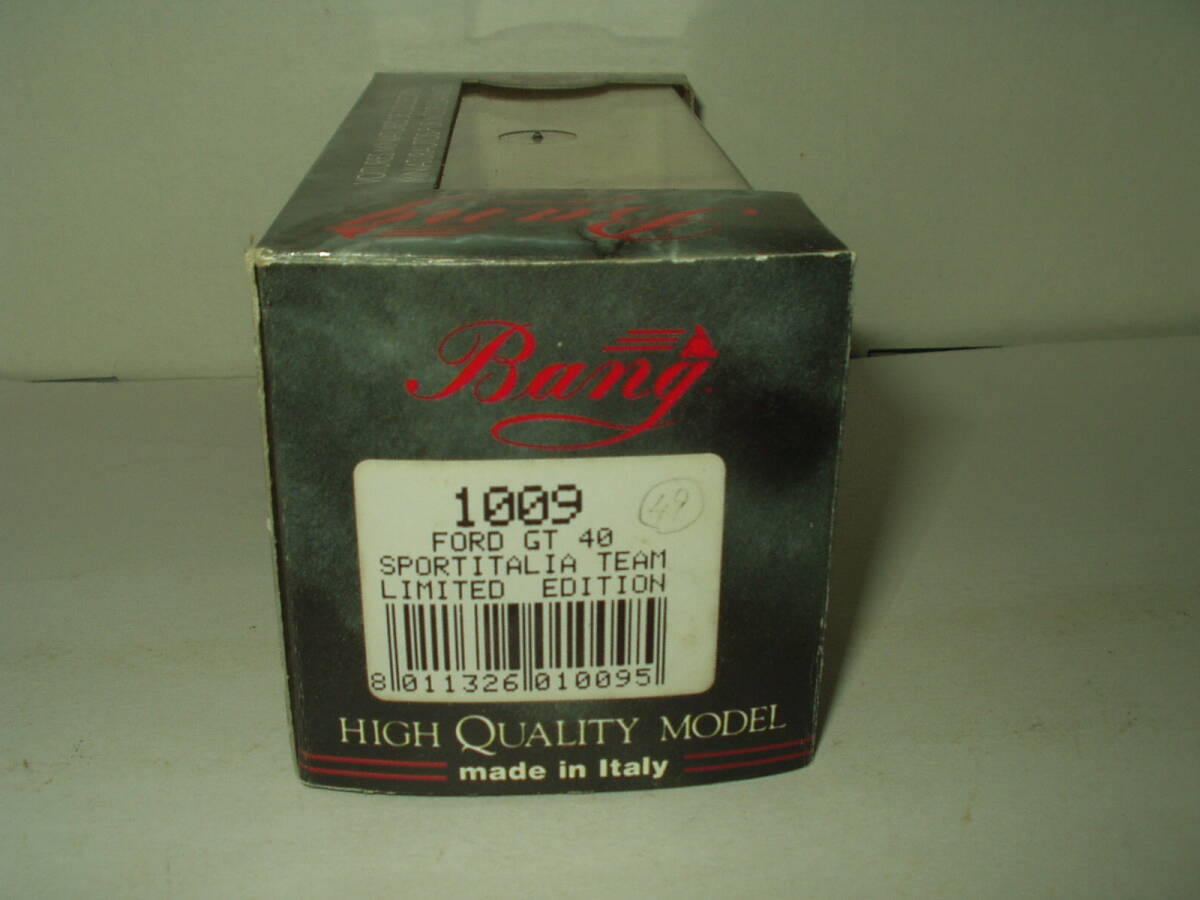 Bang
Bang
1009
49
FORD GT 40
SPORTITALIA TEAM
LIMITED EDITION
8 011326 010095
HIGH QUALITY MODEL
made in Italy